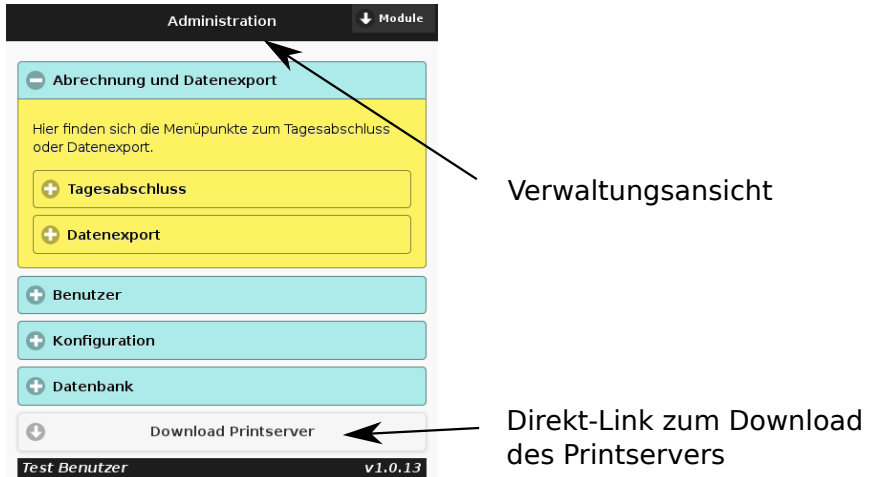 Administration
Module
Abrechnung und Datenexport
Hier finden sich die Menüpunkte zum Tagesabschluss
oder Datenexport.
Tagesabschluss
Datenexport
Benutzer
Konfiguration
Datenbank
Download Printserver
Test Benutzer
v1.0.13
Verwaltungsansicht
Direkt-Link zum Download
des Printservers